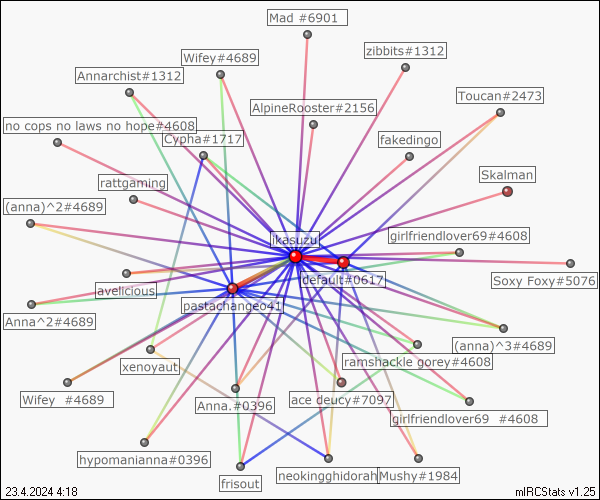 Mad #6901
zibbits#1312
Wifey#4689
Annarchist#1312
Toucan#2473
AlpineRooster#2156
no cops no laws no hope#4608
Cypha#1717
fakedingo
Skalman
rattgaming
(anna)^2#4689
girlfriendlover69#4608
ikasuzu
Soxy Foxy#5076
default#0617
avelicious
pastachangeo41
Anna^2#4689
(anna)^3#4689
ramshackle gorey#4608
xenoyaut
Wifey #4689
Anna.#0396
ace deucy#7097
girlfriendlover69 #4608
hypomanianna#0396
neokingghidorah
Mushy#1984
frisout
23.4.2024 4:18
mIRCStats v1.25